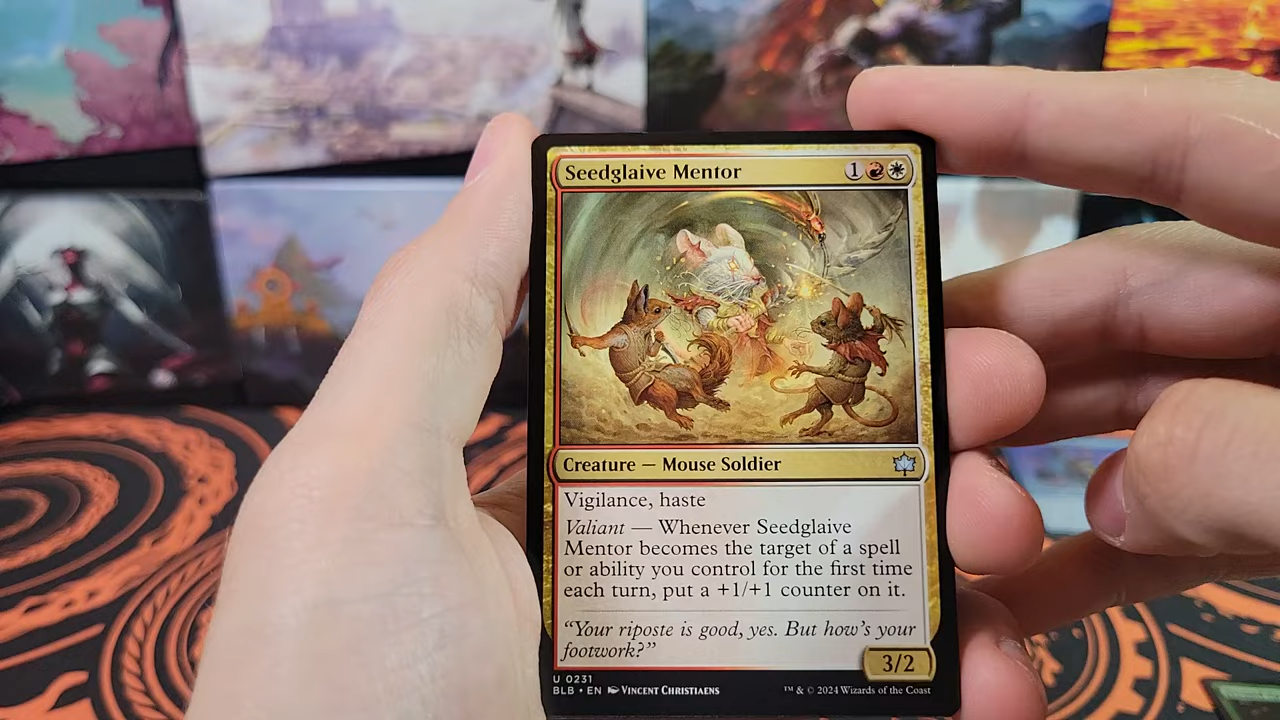 Seedglaive Mentor 1
Creature — Mouse Soldier
Vigilance, haste
Valiant — Whenever Seedglaive
Mentor becomes the target of a spell
or ability you control for the first time
each turn, put a +1/+1 counter on it.
“Your riposte is good, yes. But how’s your
footwork?”
3/2
U 0231
BLB • EN Vincent Christiaens
™ & © 2024 Wizards of the Coast